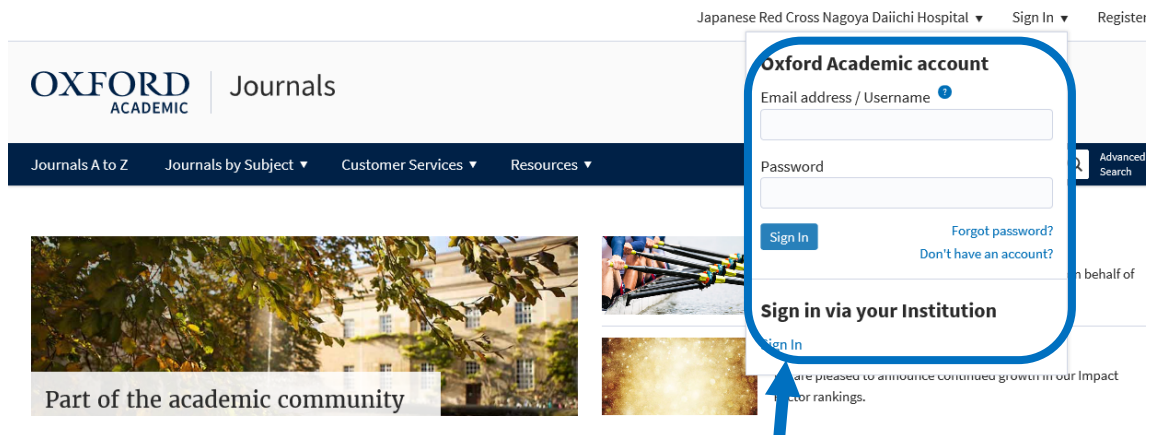 Japanese Red Cross Nagoya Daiichi Hospital ▼ Sign In ▼ Register
OXFORD
ACADEMIC
Journals
Oxford Academic account
Email address / Username ?
Password
Sign In
Forgot password?
Don't have an account?
Sign in via your Institution
Sign In
Journals A to Z Journals by Subject ▼ Customer Services ▼ Resources ▼
Advanced
Search
behalf of
are pleased to announce continued growth in our Impact
rankings.
Part of the academic community